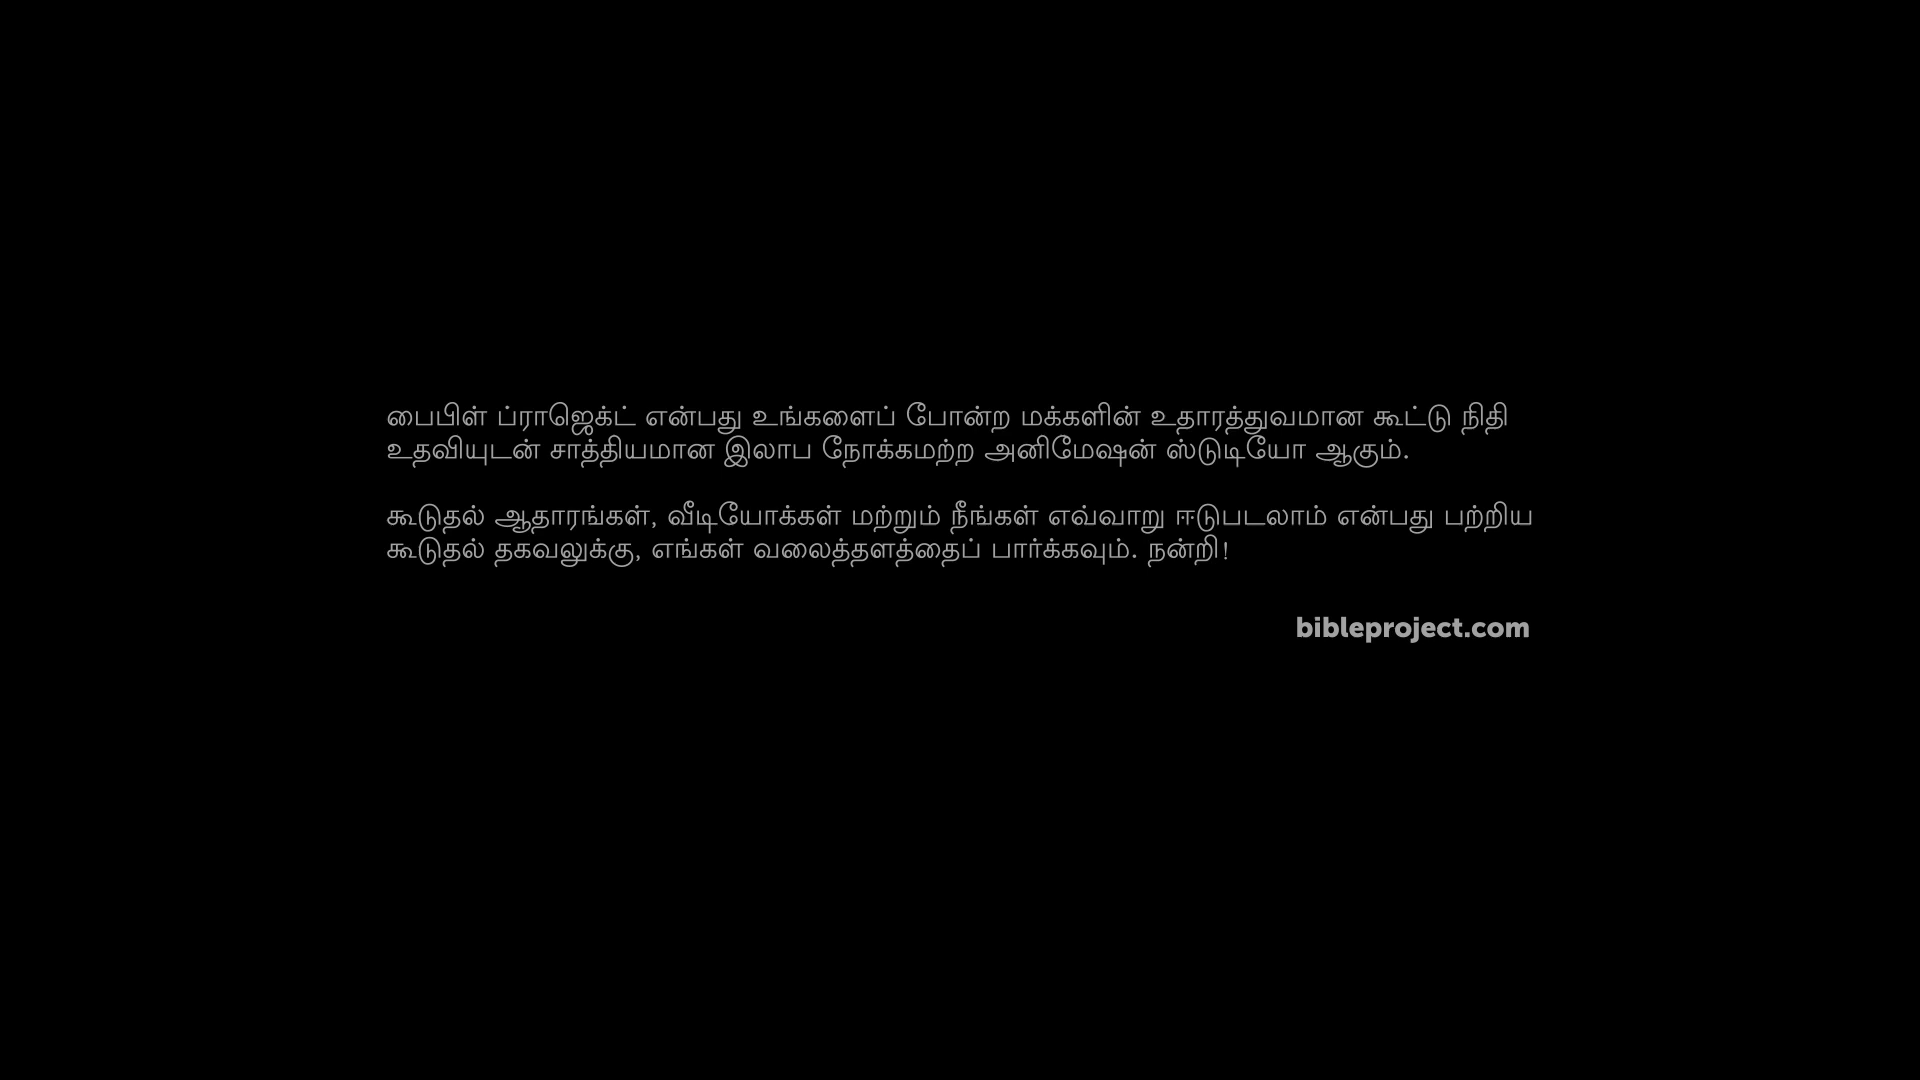 பைபிள் ப்ராஜெக்ட் என்பது உங்களைப் போன்ற மக்களின் உதாரத்துவமான கூட்டு நிதி
உதவியுடன் சாத்தியமான இலாப நோக்கமற்ற அனிமேஷன் ஸ்டுடியோ ஆகும்.
கூடுதல் ஆதாரங்கள், வீடியோக்கள் மற்றும் நீங்கள் எவ்வாறு ஈடுபடலாம் என்பது பற்றிய
கூடுதல் தகவலுக்கு, எங்கள் வலைத்தளத்தைப் பார்க்கவும். நன்றி!
bibleproject.com